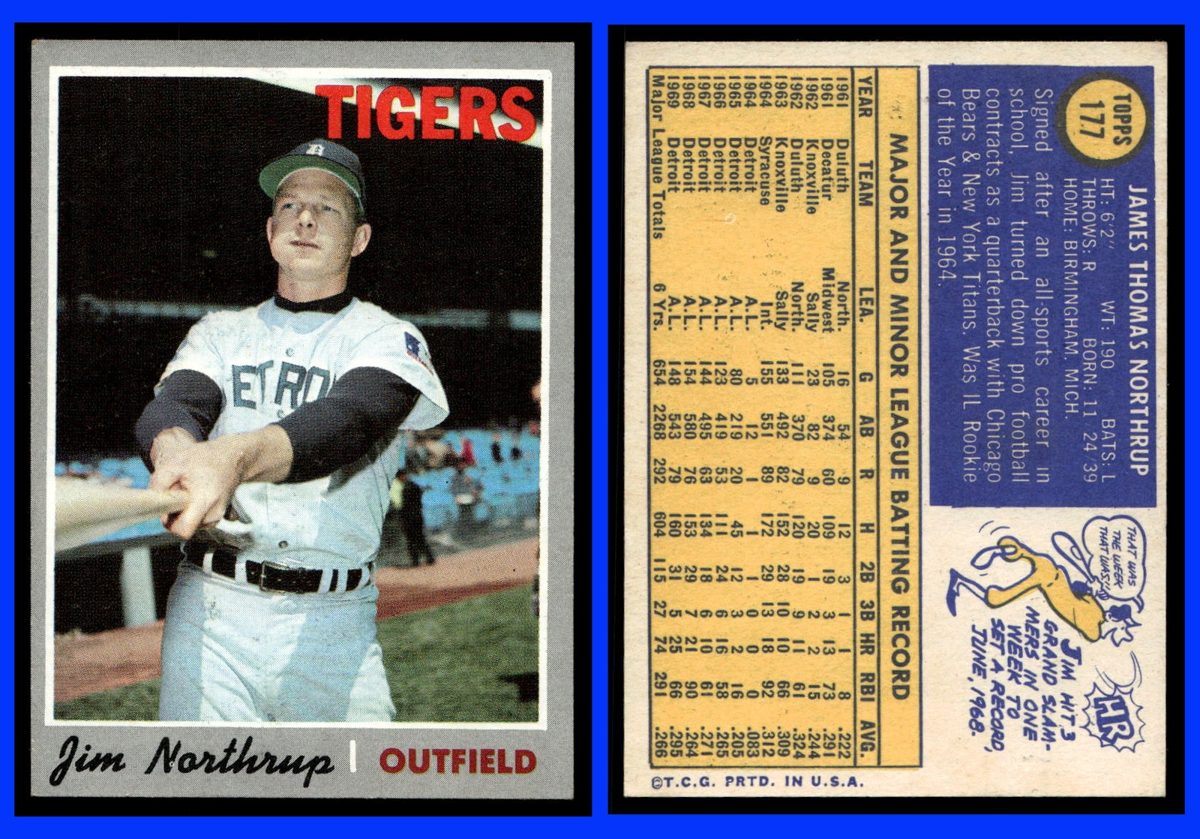 TIGERS
D
ETRO
Jim Northrup | OUTFIELD
TOPPS
177
JAMES THOMAS NORTHRUP
HT: 6'2" WT: 190 BATS: L
THROWS: R BORN: 11 24 39
HOME: BIRMINGHAM, MICH.
Signed after an all-sports career in
school, Jim turned down pro football
contracts as a quarterback with Chicago
Bears & New York Titans. Was IL Rookie
of the Year in 1964.
THAT WAS
THE WEEK
THAT WAS!!
HR
JIM HIT 3
GRAND SLAM-
MERS IN ONE
WEEK TO
SET A RECORD,
JUNE, 1968.
MAJOR AND MINOR LEAGUE BATTING RECORD
YEAR TEAM LEA. G AB R H 2B 3B HR RBI AVG.
1961 Duluth North. 16 54 9 12 3 1 1 8 .222
1961 Decatur Midwest 105 374 60 109 19 1 13 73 .291
1962 Knoxville Sally 23 82 9 20 1 2 2 15 .244
1962 Duluth North. 111 370 79 120 19 9 11 61 .324
1963 Knoxville Sally 133 497 82 152 28 10 10 66 .309
1964 Syracuse Int. 155 551 89 172 29 13 18 92 .312
1964 Detroit A.L. 5 12 1 1 1 0 0 0 .083
1965 Detroit A.L. 80 219 20 45 12 3 2 16 .205
1966 Detroit A.L. 123 419 53 111 24 6 16 58 .265
1967 Detroit A.L. 144 495 63 134 18 6 10 61 .271
1968 Detroit A.L. 154 580 76 153 29 7 21 90 .264
1969 Detroit A.L. 148 543 79 160 31 5 25 66 .295
Major League Totals 6 Yrs. 654 2268 292 604 115 27 74 291 .266
©T.C.G. PRTD. IN U.S.A.